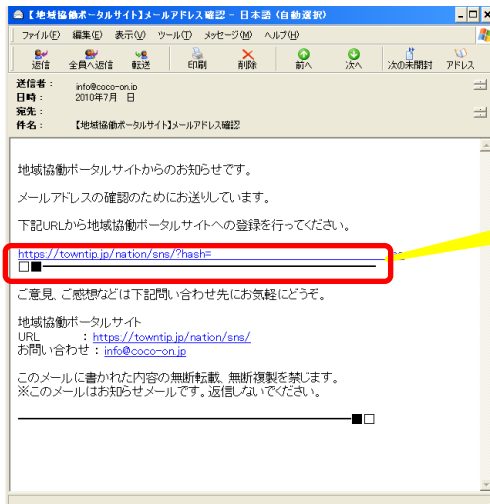 【地域協働ポータルサイト】メールアドレス確認 - 日本語 (自動選択)
ファイル(F) 編集(E) 表示(V) ツール(T) メッセージ(M) ヘルプ(H)
返信 全員へ返信 転送 印刷 削除 前へ 次へ 次の未開封 アドレス
送信者: info@coco-on.jp
日時: 2010年7月 日
宛先:
件名: 【地域協働ポータルサイト】メールアドレス確認
地域協働ポータルサイトからのお知らせです。
メールアドレスの確認のためにお送りしています。
下記URLから地域協働ポータルサイトへの登録を行ってください。
https://towntip.jp/nation/sns/?hash=
□■━━━━━━━━━━━━━━━━━━━━
ご意見、ご感想などは下記問い合わせ先にお気軽にどうぞ。
地域協働ポータルサイト
URL : https://towntip.jp/nation/sns/
お問い合わせ : info@coco-on.jp
このメールに書かれた内容の無断転載、無断複製を禁じます。
※このメールはお知らせメールです。返信しないでください。
━━━━━━━━━━━━━━━━━━━━■□